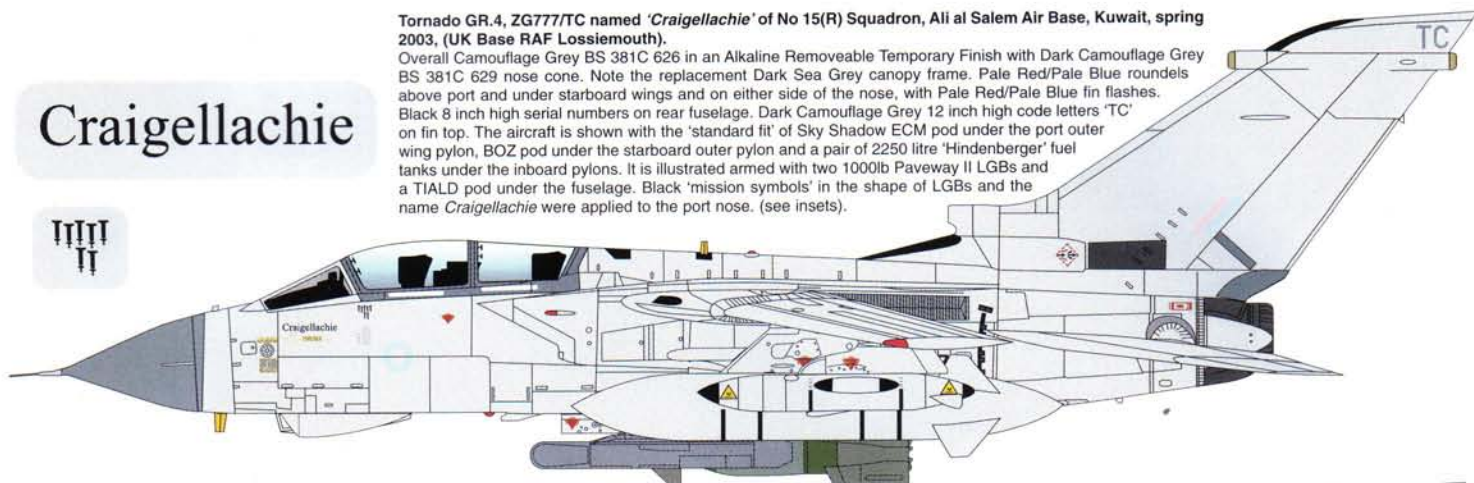 Tornado GR.4, ZG777/TC named 'Craigellachie' of No 15(R) Squadron, Ali al Salem Air Base, Kuwait, spring
2003, (UK Base RAF Lossiemouth).
Overall Camouflage Grey BS 381C 626 in an Alkaline Removeable Temporary Finish with Dark Camouflage Grey
BS 381C 629 nose cone. Note the replacement Dark Sea Grey canopy frame. Pale Red/Pale Blue roundels
above port and under starboard wings and on either side of the nose, with Pale Red/Pale Blue fin flashes.
Black 8 inch high serial numbers on rear fuselage. Dark Camouflage Grey 12 inch high code letters 'TC'
on fin top. The aircraft is shown with the 'standard fit' of Sky Shadow ECM pod under the port outer
wing pylon, BOZ pod under the starboard outer pylon and a pair of 2250 litre 'Hindenberger' fuel
tanks under the inboard pylons. It is illustrated armed with two 1000lb Paveway II LGBs and
a TIALD pod under the fuselage. Black 'mission symbols' in the shape of LGBs and the
name Craigellachie were applied to the port nose. (see insets).
Craigellachie
TC
Craigellachie